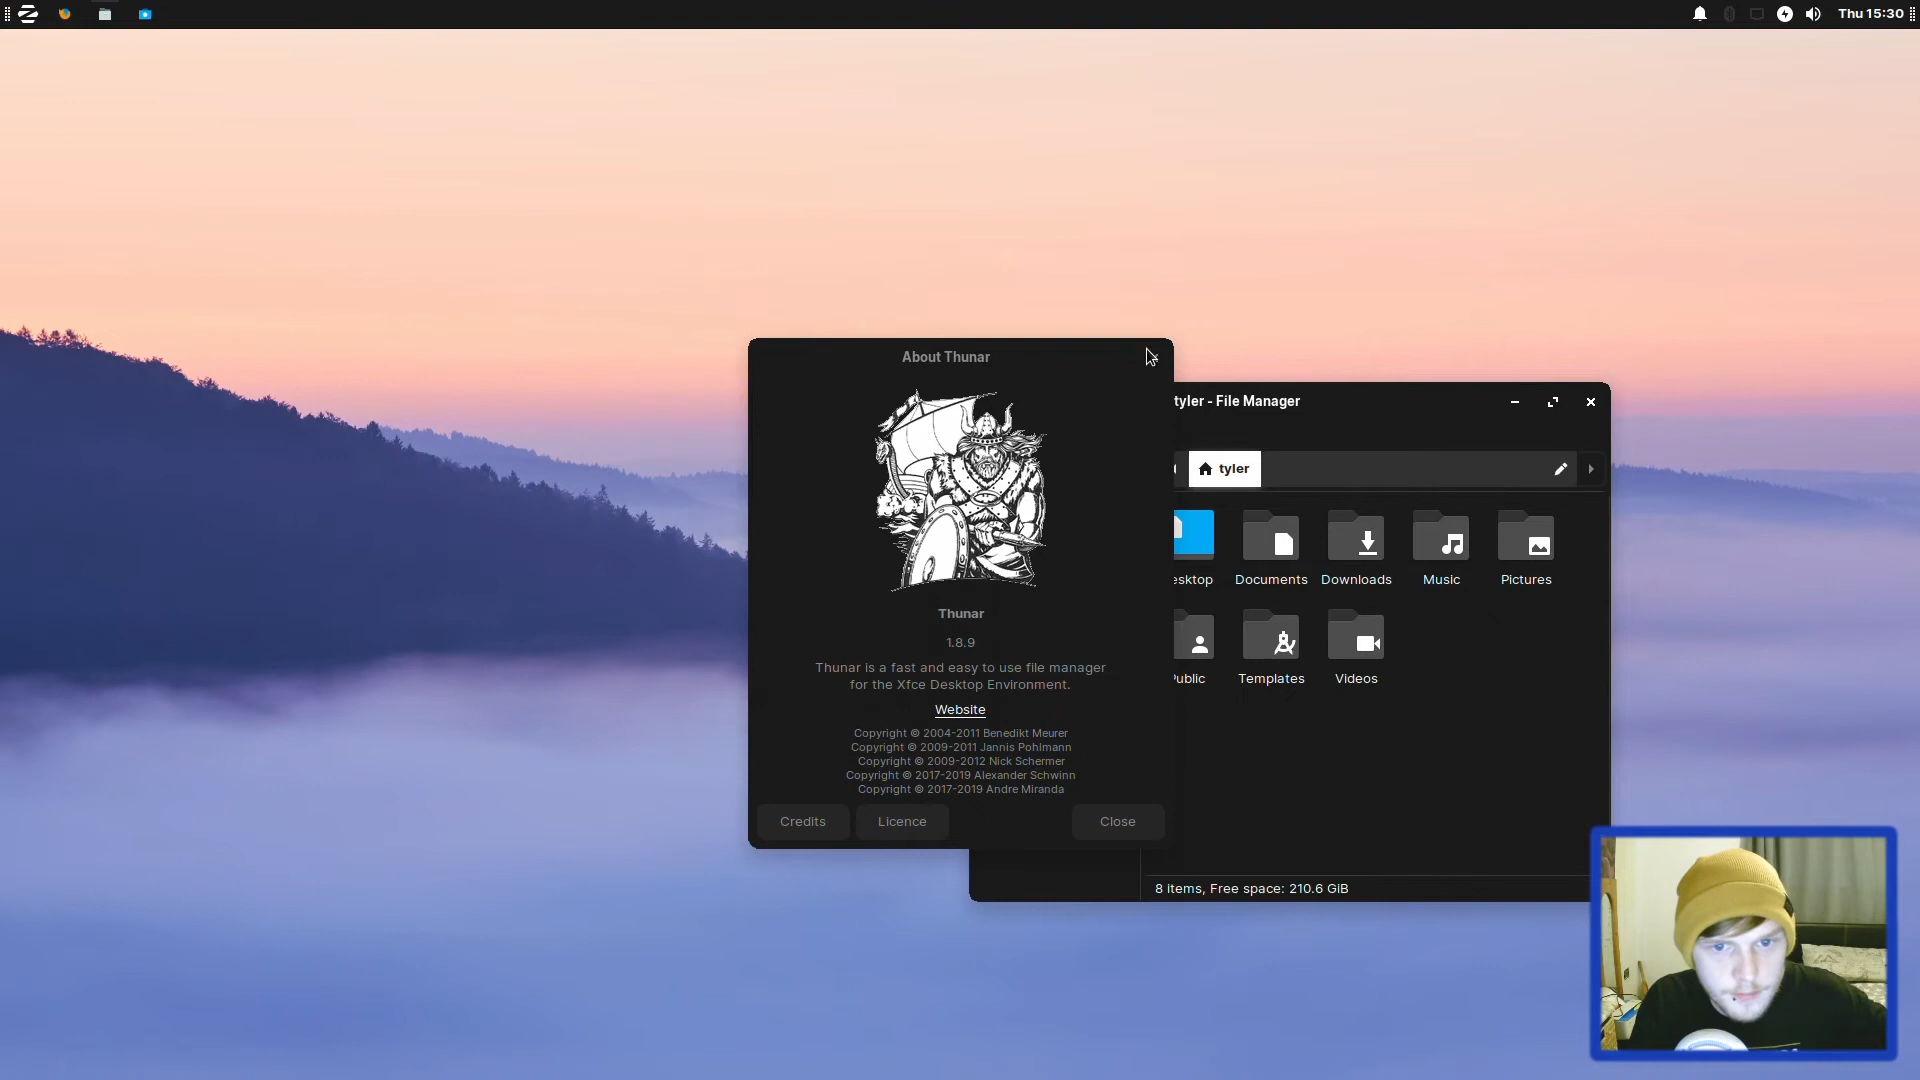 Thu 15:30
About Thunar
tyler - File Manager
tyler
esktop
Documents
Downloads
Music
Pictures
Public
Templates
Videos
Thunar
1.8.9
Thunar is a fast and easy to use file manager
for the Xfce Desktop Environment.
Website
Copyright © 2004-2011 Benedikt Meurer
Copyright © 2009-2011 Jannis Pohlmann
Copyright © 2009-2012 Nick Schermer
Copyright © 2017-2019 Alexander Schwinn
Copyright © 2017-2019 Andre Miranda
Credits
Licence
Close
8 items, Free space: 210.6 GiB